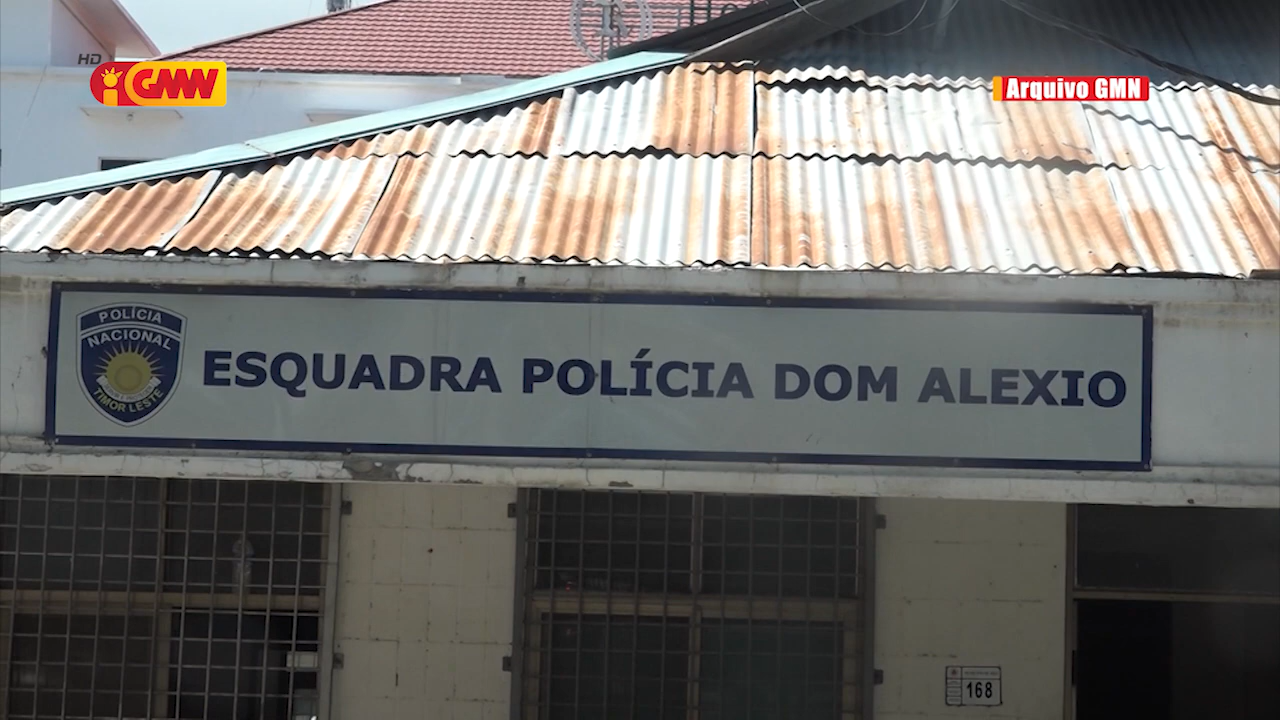 HD
GMN
Arquivo GMN
POLÍCIA
NACIONAL
TIMOR LESTE
ESQUADRA POLÍCIA DOM ALEXIO
168